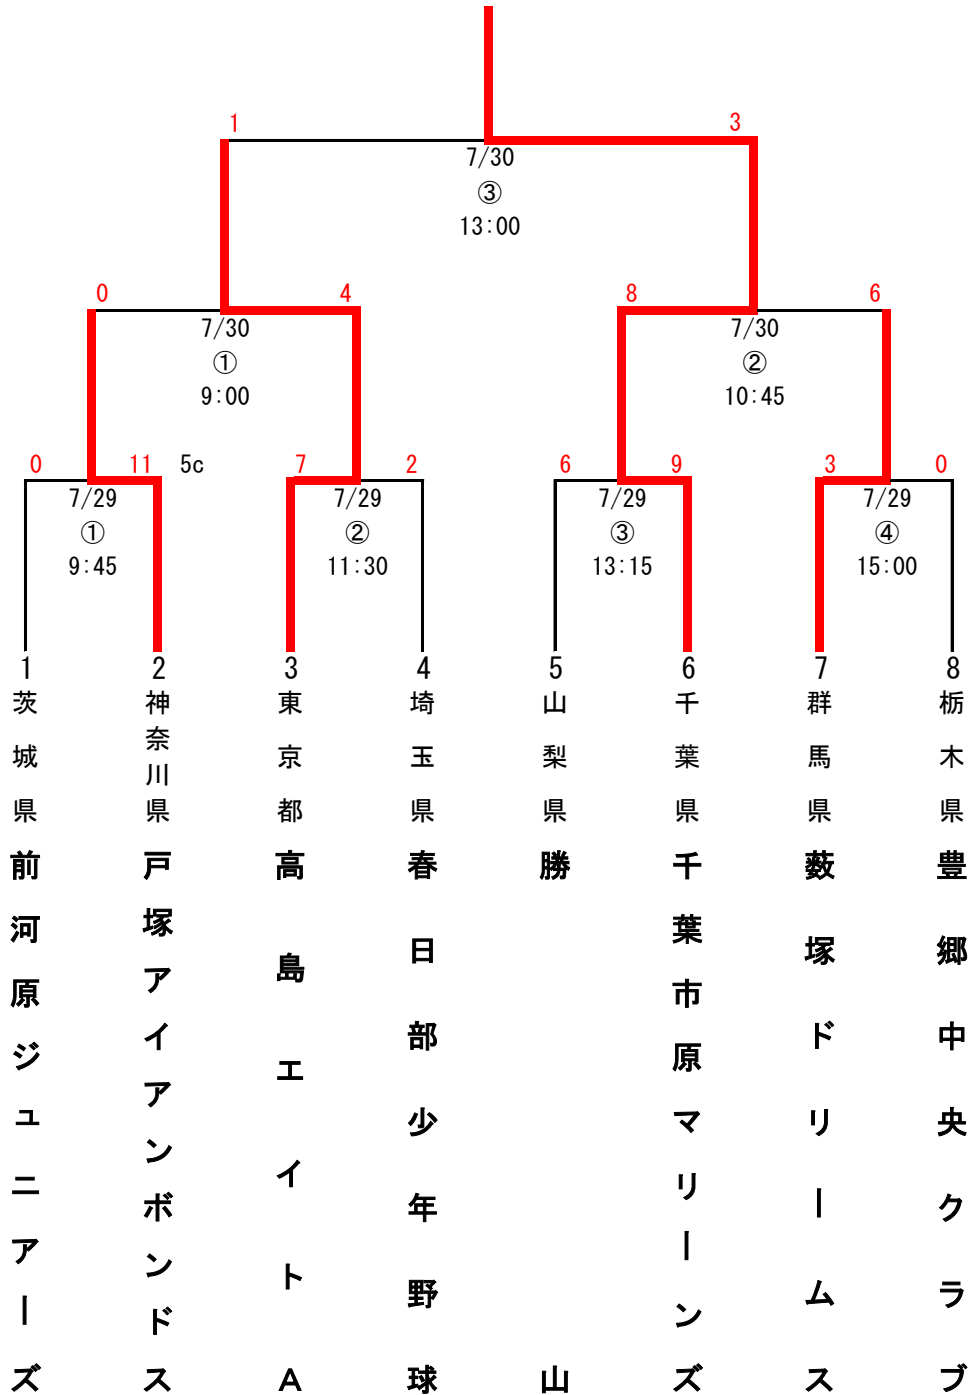 1
3
7/30
③
13:00
0
4
8
6
7/30
①
9:00
7/30
②
10:45
0
11
5c
7
2
6
9
3
0
7/29
①
9:45
7/29
②
11:30
7/29
③
13:15
7/29
④
15:00
1
2
3
4
5
6
7
8
茨城県
神奈川県
東京都
埼玉県
山梨県
千葉県
群馬県
栃木県
前河原ジュニアーズ
戸塚アイアンボンドス
高島エイトA
春日部少年野球
勝山
千葉市原マリーンズ
薮塚ドリームス
豊郷中央クラブ